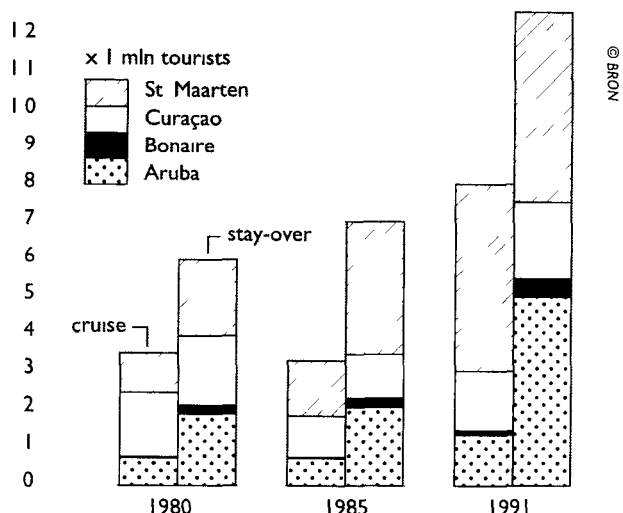 12
11
10
9
8
7
6
5
4
3
2
1
0
× 1 mln tourists
St Maarten
Curaçao
Bonaire
Aruba
cruise
stay-over
1980
1985
1991
© BRON